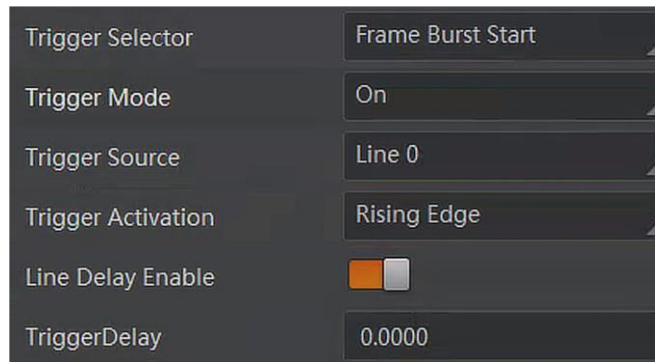 Trigger Selector Frame Burst Start
Trigger Mode On
Trigger Source Line 0
Trigger Activation Rising Edge
Line Delay Enable
TriggerDelay 0.0000